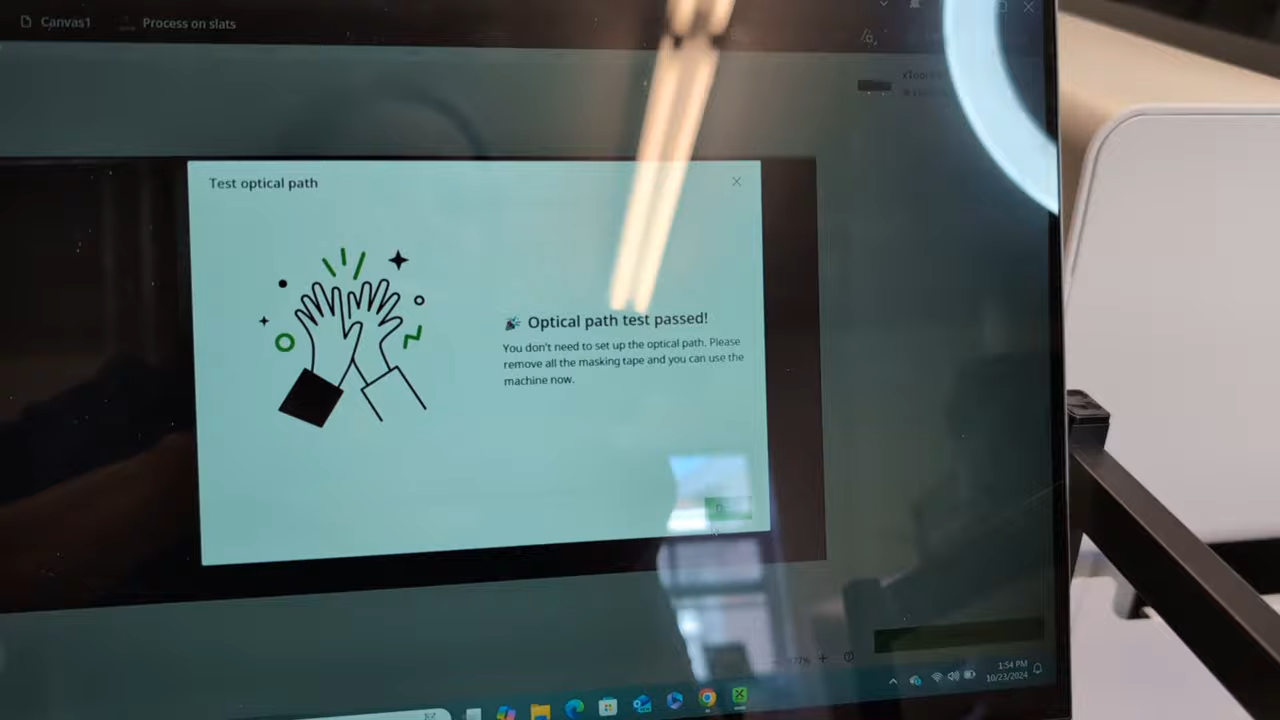 Canvas1
Process on slats
xTool
Test optical path
Optical path test passed!
You don't need to set up the optical path. Please
remove all the masking tape and you can use the
machine now.
1:54 PM
10/23/2024